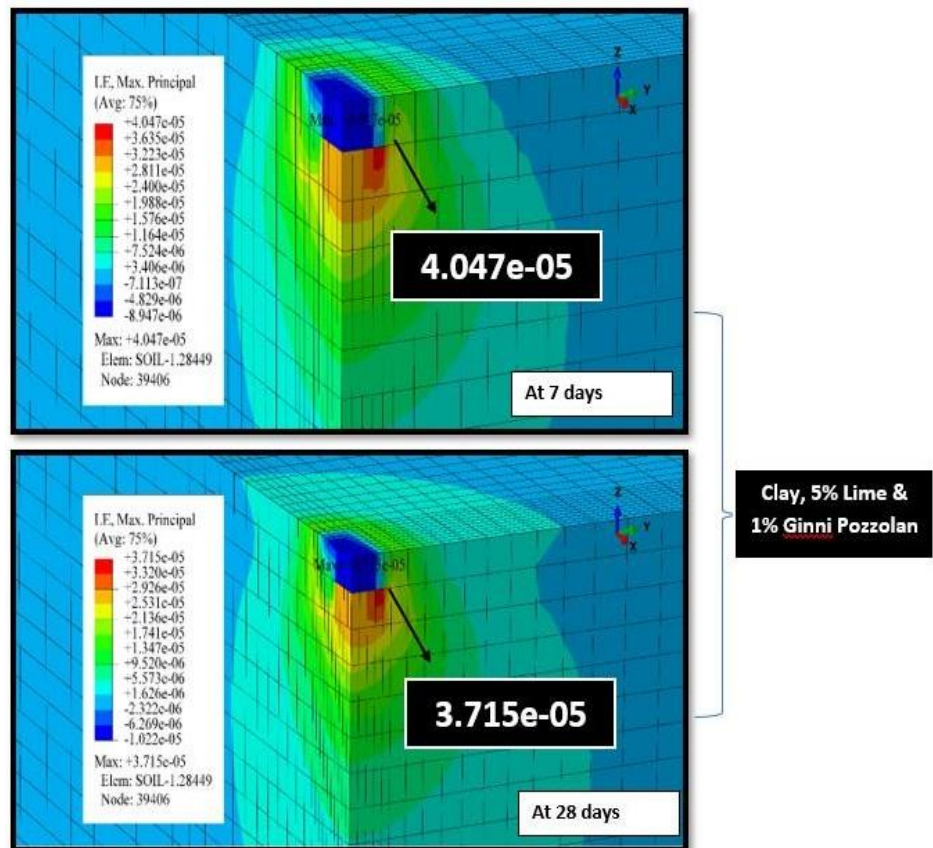 I.E, Max. Principal
(Avg: 75%)
+4.047e-05
+3.635e-05
+3.223e-05
+2.811e-05
+2.400e-05
+1.988e-05
+1.576e-05
+1.164e-05
+7.524e-06
+3.406e-06
-7.113e-07
-4.829e-06
-8.947e-06
Max: +4.047e-05
Elem: SOIL-1.28449
Node: 39406
Z
Y
X
4.047e-05
At 7 days
I.E, Max. Principal
(Avg: 75%)
+3.715e-05
+3.320e-05
+2.926e-05
+2.531e-05
+2.136e-05
+1.741e-05
+1.347e-05
+9.520e-06
+5.573e-06
+1.626e-06
-2.322e-06
-6.269e-06
-1.022e-05
Max: +3.715e-05
Elem: SOIL-1.28449
Node: 39406
Z
Y
X
3.715e-05
At 28 days
Clay, 5% Lime &
1% Ginni Pozzolan